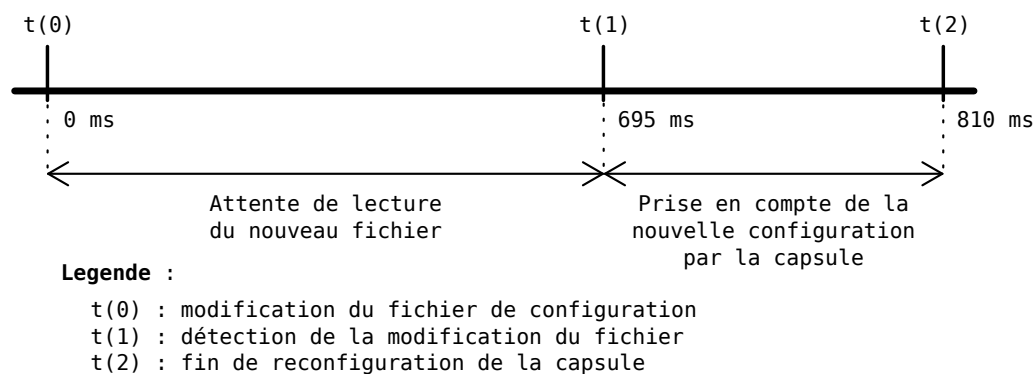 t(0) t(1) t(2)
0 ms 695 ms 810 ms
Attente de lecture
du nouveau fichier
Prise en compte de la
nouvelle configuration
par la capsule
Legende :
t(0) : modification du fichier de configuration
t(1) : détection de la modification du fichier
t(2) : fin de reconfiguration de la capsule